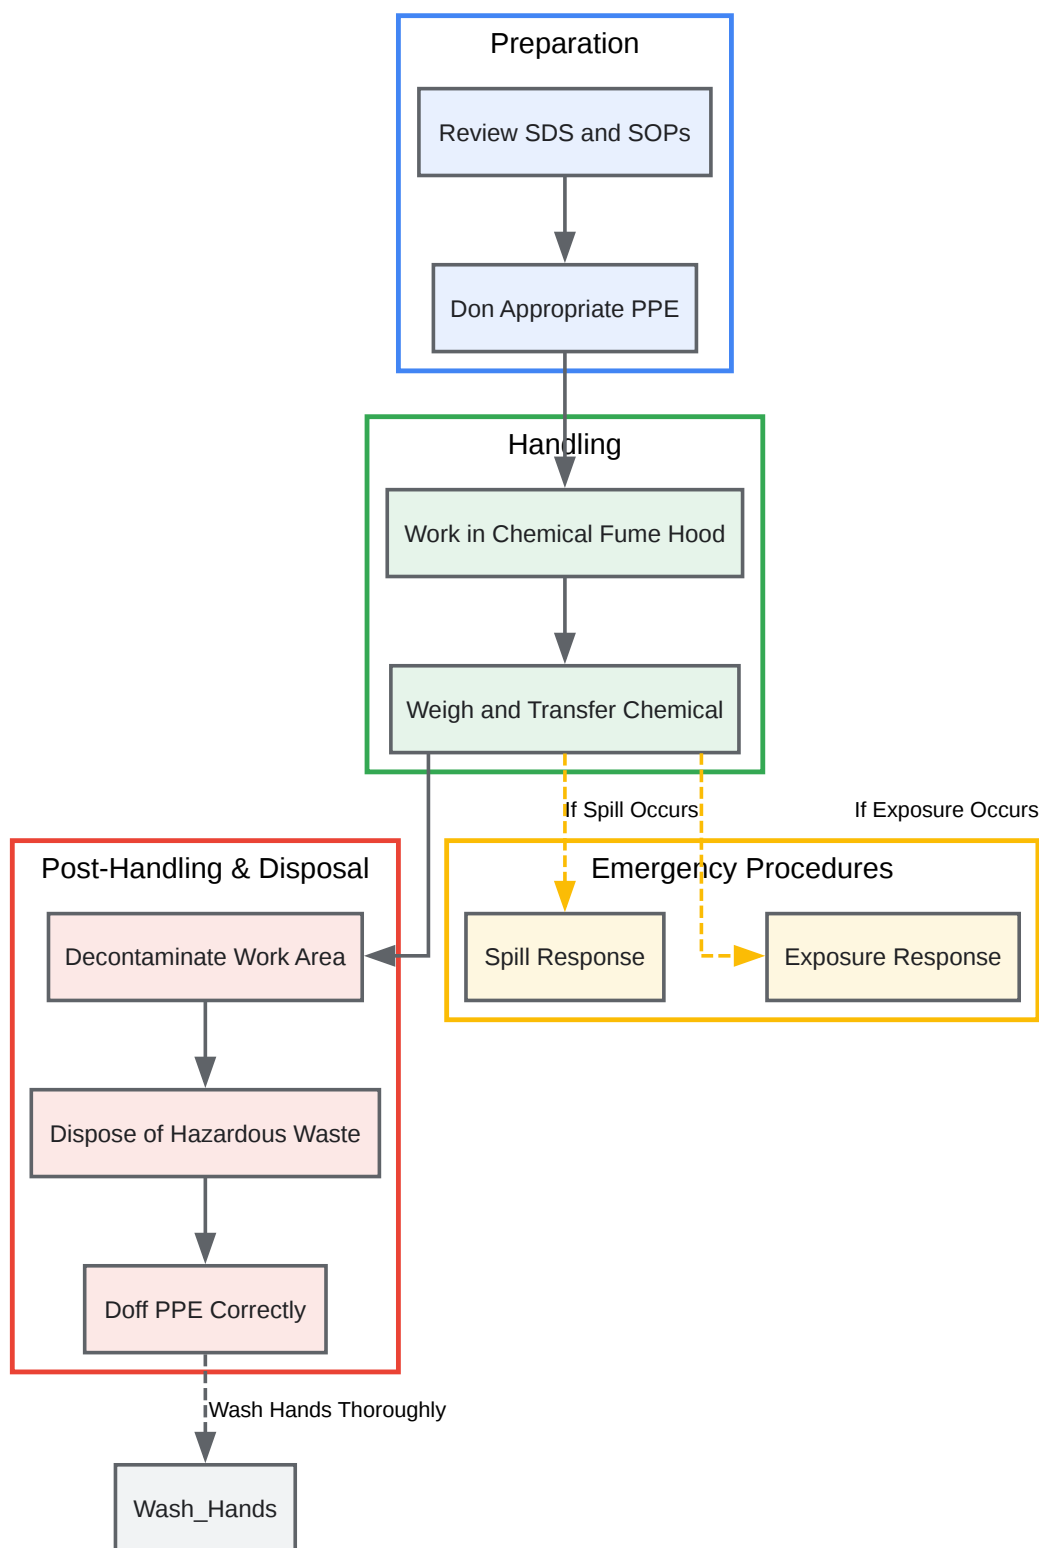 Preparation
Review SDS and SOPs
Don Appropriate PPE
Handling
Work in Chemical Fume Hood
Weigh and Transfer Chemical
If Spill Occurs
If Exposure Occurs
Post-Handling & Disposal
Emergency Procedures
Decontaminate Work Area
Spill Response
Exposure Response
Dispose of Hazardous Waste
Doff PPE Correctly
Wash Hands Thoroughly
Wash_Hands